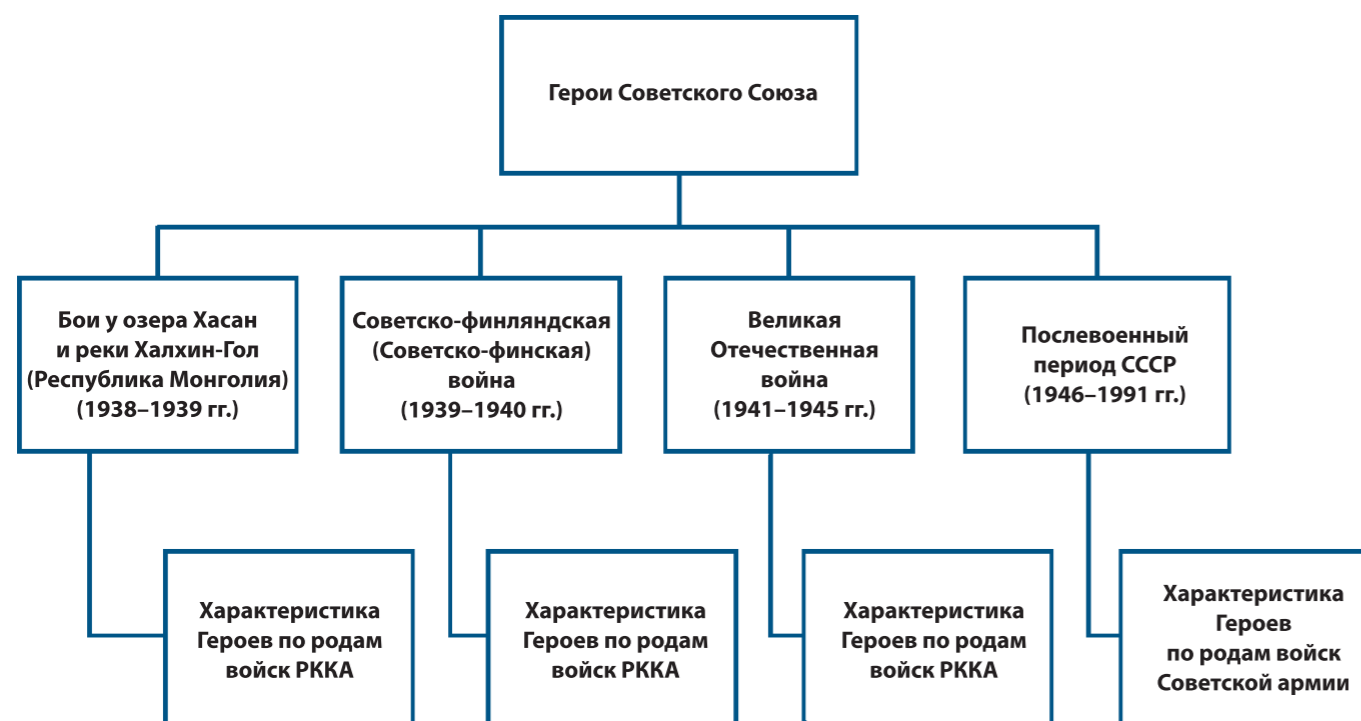 Герои Советского Союза
Бои у озера Хасан
и реки Халхин-Гол
(Республика Монголия)
(1938–1939 гг.)
Советско-финляндская
(Советско-финская)
война
(1939–1940 гг.)
Великая
Отечественная
война
(1941–1945 гг.)
Послевоенный
период СССР
(1946–1991 гг.)
Характеристика
Героев по родам
войск РККА
Характеристика
Героев по родам
войск РККА
Характеристика
Героев по родам
войск РККА
Характеристика
Героев
по родам войск
Советской армии